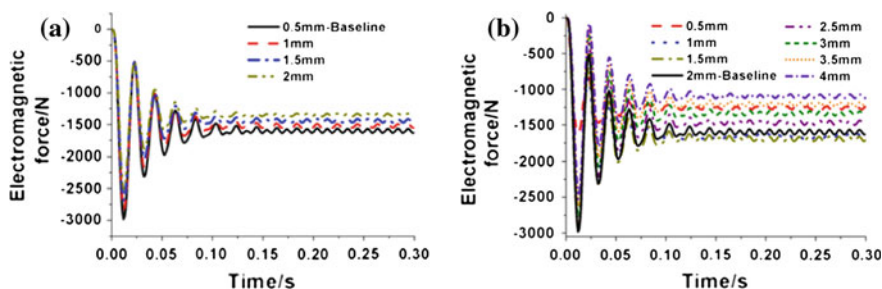 (a)
0.5mm-Baseline
1mm
1.5mm
2mm
Electromagnetic
force/N
0
-500
-1000
-1500
-2000
-2500
-3000
0.00 0.05 0.10 0.15 0.20 0.25 0.30
Time/s
(b)
0.5mm 2.5mm
1mm 3mm
1.5mm 3.5mm
2mm-Baseline 4mm
Electromagnetic
force/N
0
-500
-1000
-1500
-2000
-2500
-3000
0.00 0.05 0.10 0.15 0.20 0.25 0.30
Time/s